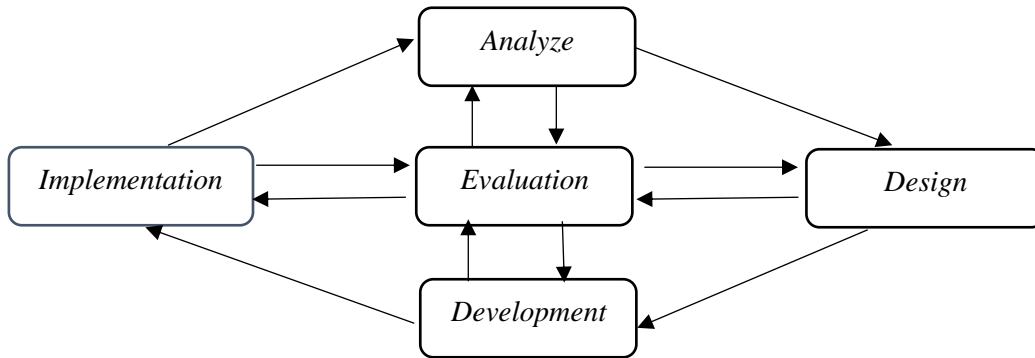 Analyze
Implementation
Evaluation
Design
Development